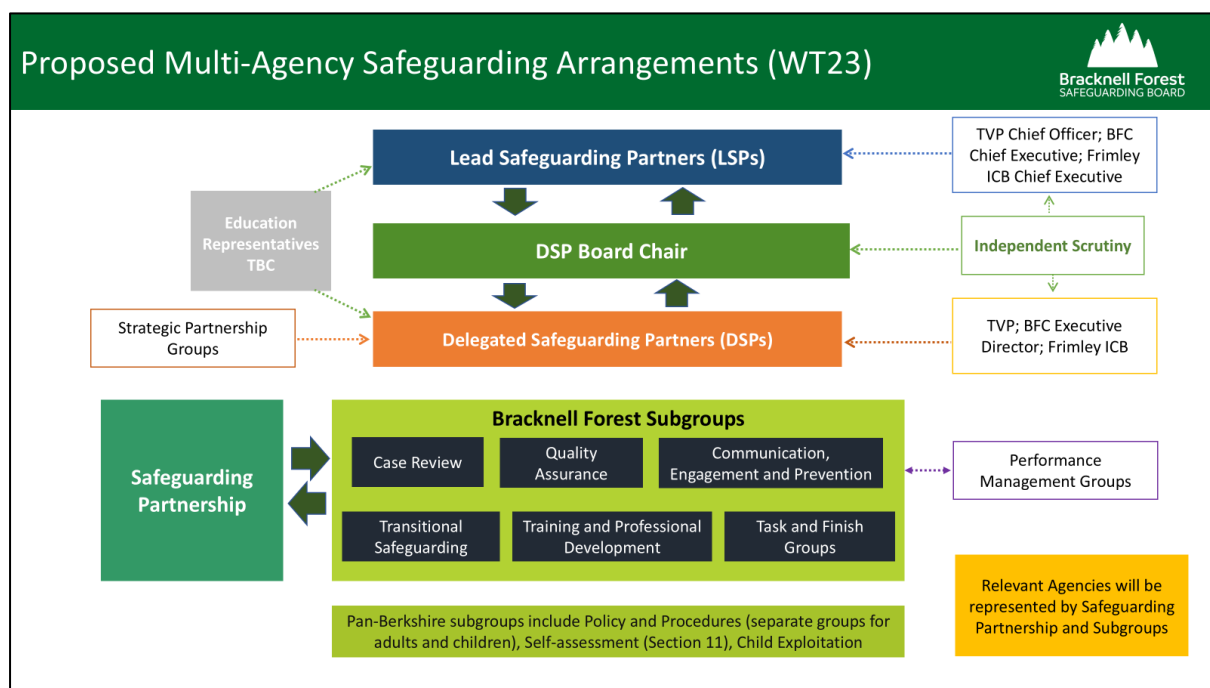 Proposed Multi-Agency Safeguarding Arrangements (WT23)
Bracknell Forest
SAFEGUARDING BOARD
Lead Safeguarding Partners (LSPs)
TVP Chief Officer; BFC
Chief Executive; Frimley
ICB Chief Executive
Education
Representatives
TBC
DSP Board Chair
Independent Scrutiny
Strategic Partnership
Groups
Delegated Safeguarding Partners (DSPs)
TVP; BFC Executive
Director; Frimley ICB
Safeguarding
Partnership
Bracknell Forest Subgroups
Case Review
Quality
Assurance
Communication,
Engagement and Prevention
Transitional
Safeguarding
Training and Professional
Development
Task and Finish
Groups
Performance
Management Groups
Pan-Berkshire subgroups include Policy and Procedures (separate groups for
adults and children), Self-assessment (Section 11), Child Exploitation
Relevant Agencies will be
represented by Safeguarding
Partnership and Subgroups